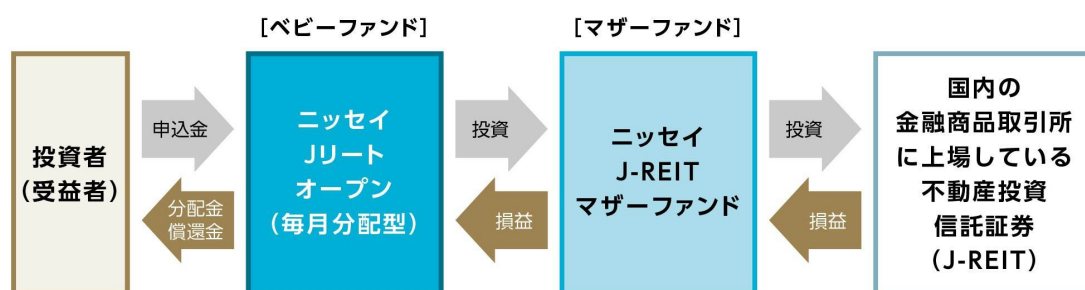 [ベビーファンド]
[マザーファンド]
投資者
(受益者)
申込金
分配金
償還金
ニッセイ
Jリート
オープン
(毎月分配型)
投資
損益
ニッセイ
J-REIT
マザーファンド
投資
損益
国内の
金融商品取引所
に上場している
不動産投資
信託証券
(J-REIT)